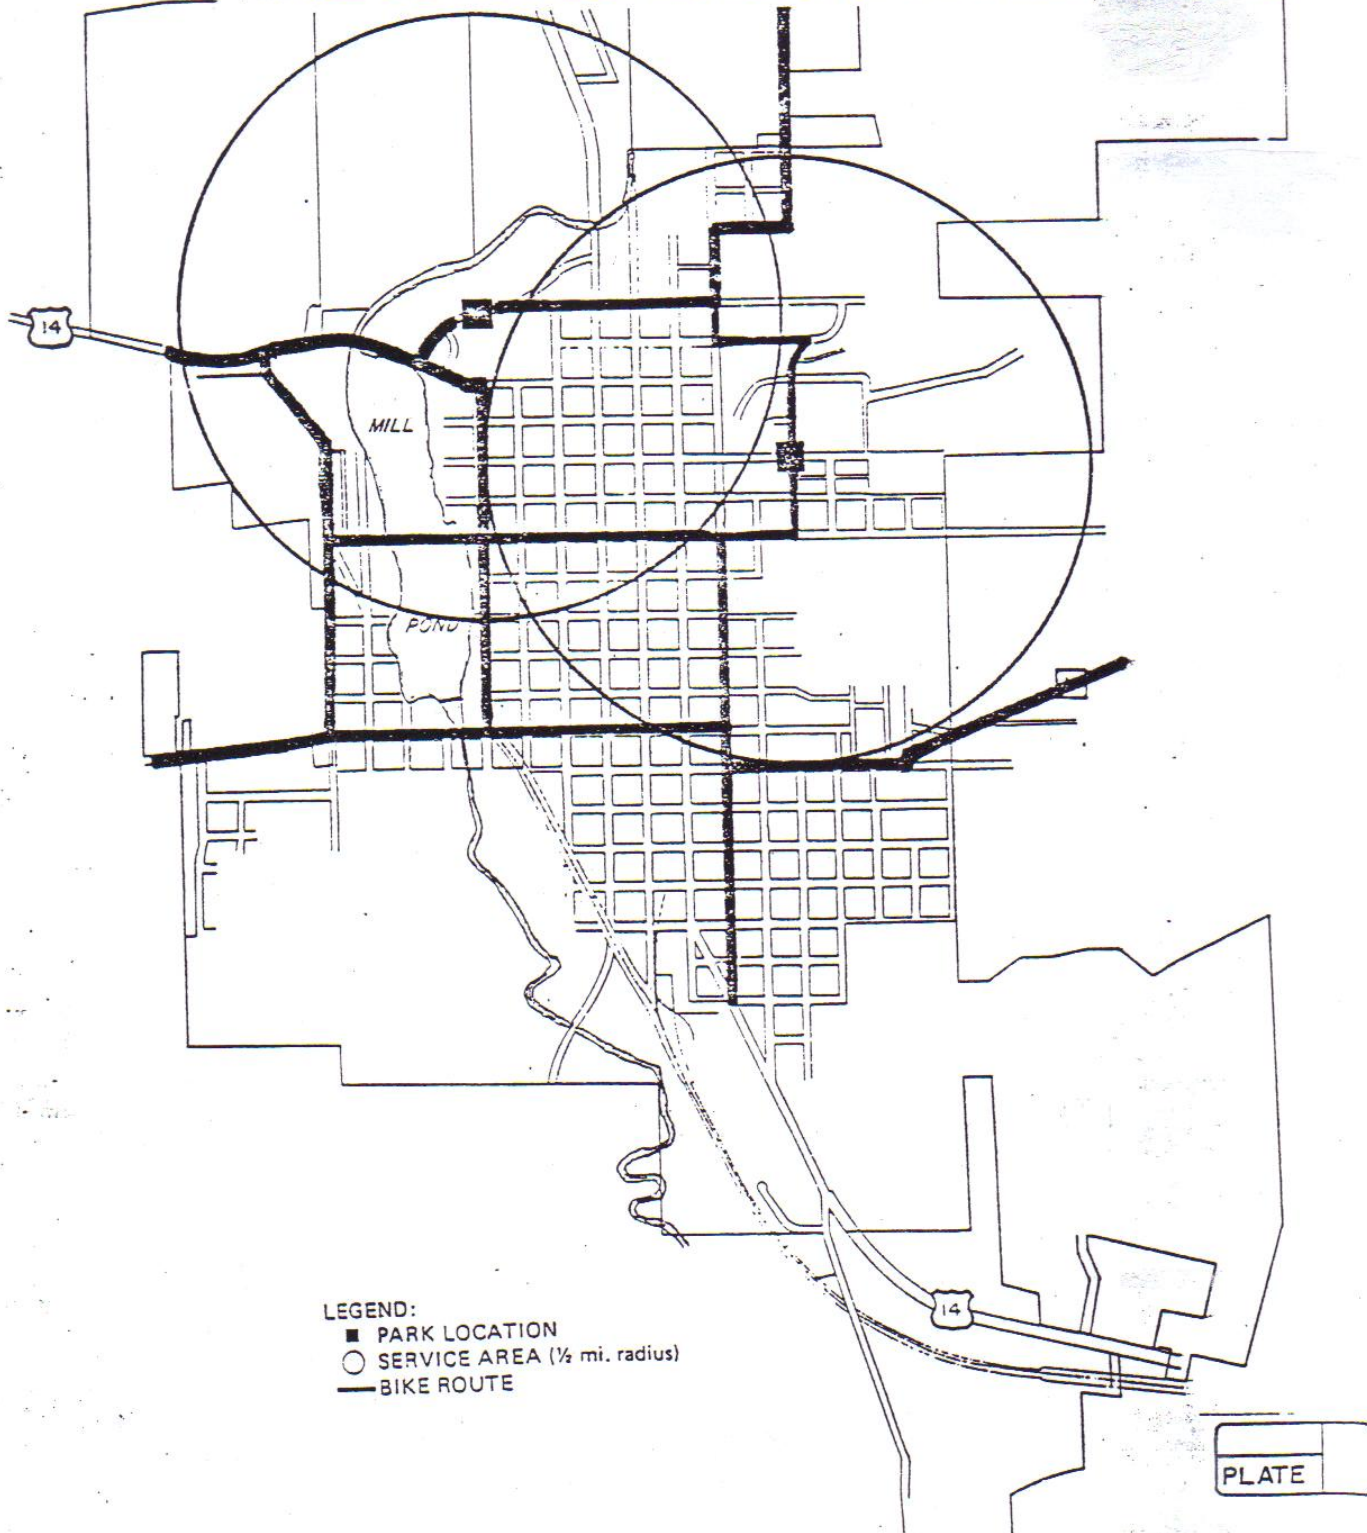 14
MILL
POND
LEGEND:
PARK LOCATION
SERVICE AREA (½ mi. radius)
BIKE ROUTE
14
PLATE